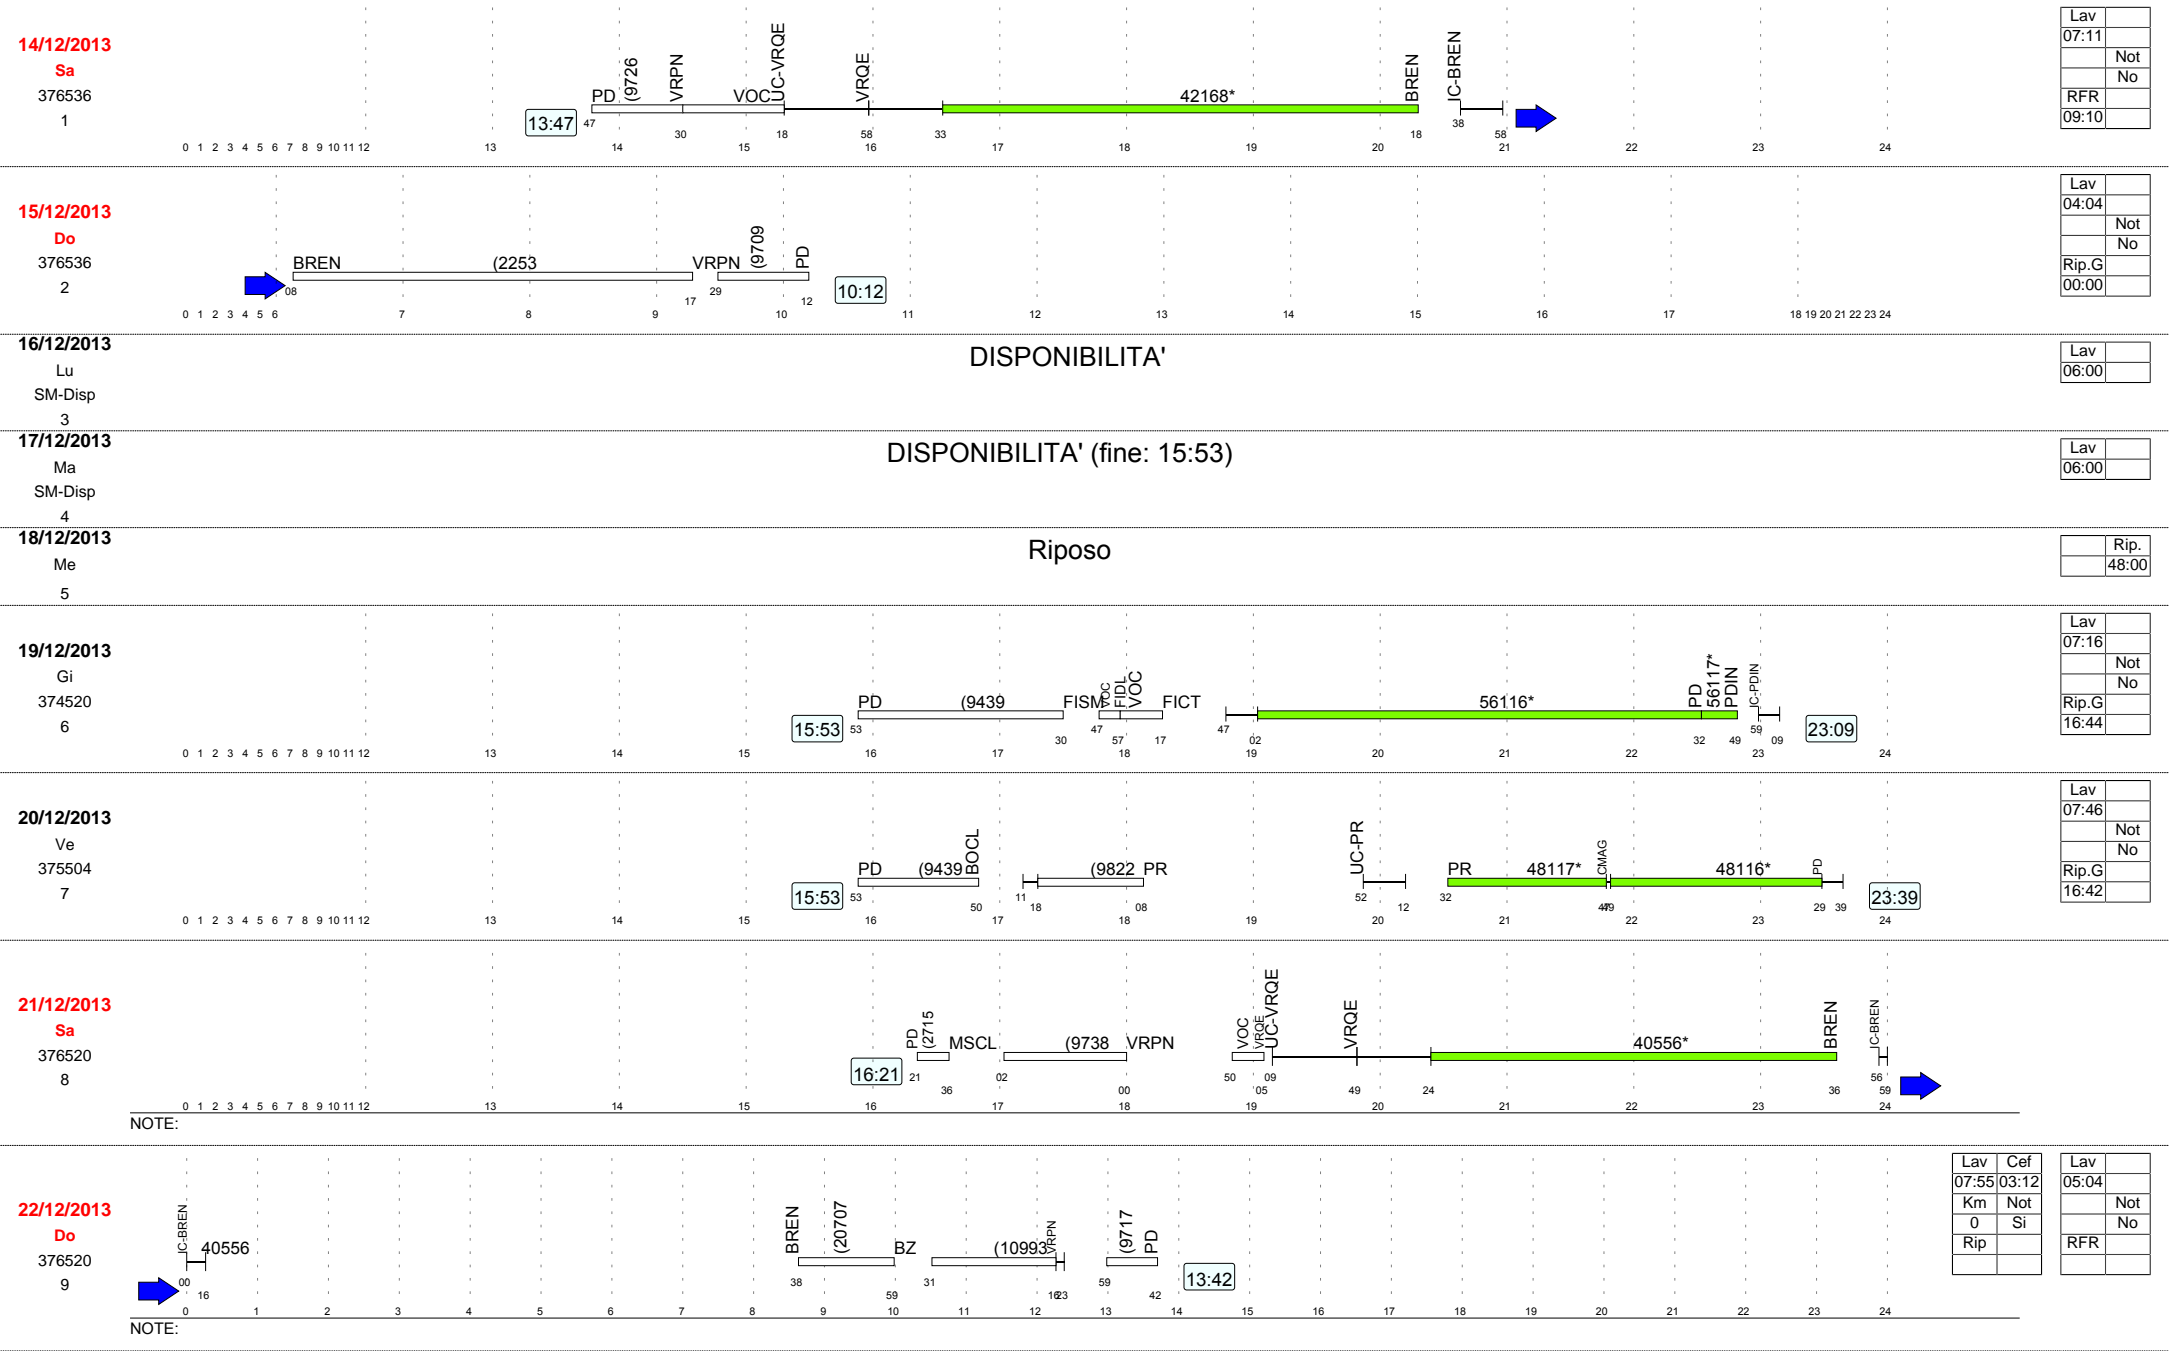 14/12/2013
Sa
376536
1
13:47
PD (9726 VRPN VOC UC-VRQE VRQE 42168* BREN IC-BREN
47 30 18 58 33 18 38 58
0 1 2 3 4 5 6 7 8 9 10 11 12 13 14 15 16 17 18 19 20 21 22 23 24
Lav
07:11
Not
No
RFR
09:10
15/12/2013
Do
376536
2
BREN (2253 VRPN (9709 PD
08 17 29 12
10:12
0 1 2 3 4 5 6 7 8 9 10 11 12 13 14 15 16 17 18 19 20 21 22 23 24
Lav
04:04
Not
No
Rip.G
00:00
16/12/2013
Lu
SM-Disp
3
DISPONIBILITA'
Lav
06:00
17/12/2013
Ma
SM-Disp
4
DISPONIBILITA' (fine: 15:53)
Lav
06:00
18/12/2013
Me
5
Riposo
Rip.
48:00
19/12/2013
Gi
374520
6
15:53
PD (9439 FISM VOC FIDL VOC FICT 56116* PD 56117* PDIN IC-PDIN
53 30 47 57 17 47 02 32 49 59 09
23:09
0 1 2 3 4 5 6 7 8 9 10 11 12 13 14 15 16 17 18 19 20 21 22 23 24
Lav
07:16
Not
No
Rip.G
16:44
20/12/2013
Ve
375504
7
15:53
PD (9439 BOCL (9822 PR UC-PR PR 48117* CMAG 48116* PD
53 50 11 18 08 52 12 32 47 49 29 39
23:39
0 1 2 3 4 5 6 7 8 9 10 11 12 13 14 15 16 17 18 19 20 21 22 23 24
Lav
07:46
Not
No
Rip.G
16:42
21/12/2013
Sa
376520
8
16:21
PD (2715 MSCL (9738 VRPN VOC VRQE UC-VRQE VRQE 40556* BREN IC-BREN
21 36 02 00 50 05 09 49 24 36 56 59
0 1 2 3 4 5 6 7 8 9 10 11 12 13 14 15 16 17 18 19 20 21 22 23 24
NOTE:
22/12/2013
Do
376520
9
IC-BREN 40556 BREN (20707 BZ (10993 VRPN (9717 PD
00 16 38 59 31 16 23 59 42
13:42
0 1 2 3 4 5 6 7 8 9 10 11 12 13 14 15 16 17 18 19 20 21 22 23 24
Lav Cef
07:55 03:12
Km Not
0 Si
Rip
Lav
05:04
Not
No
RFR
NOTE: